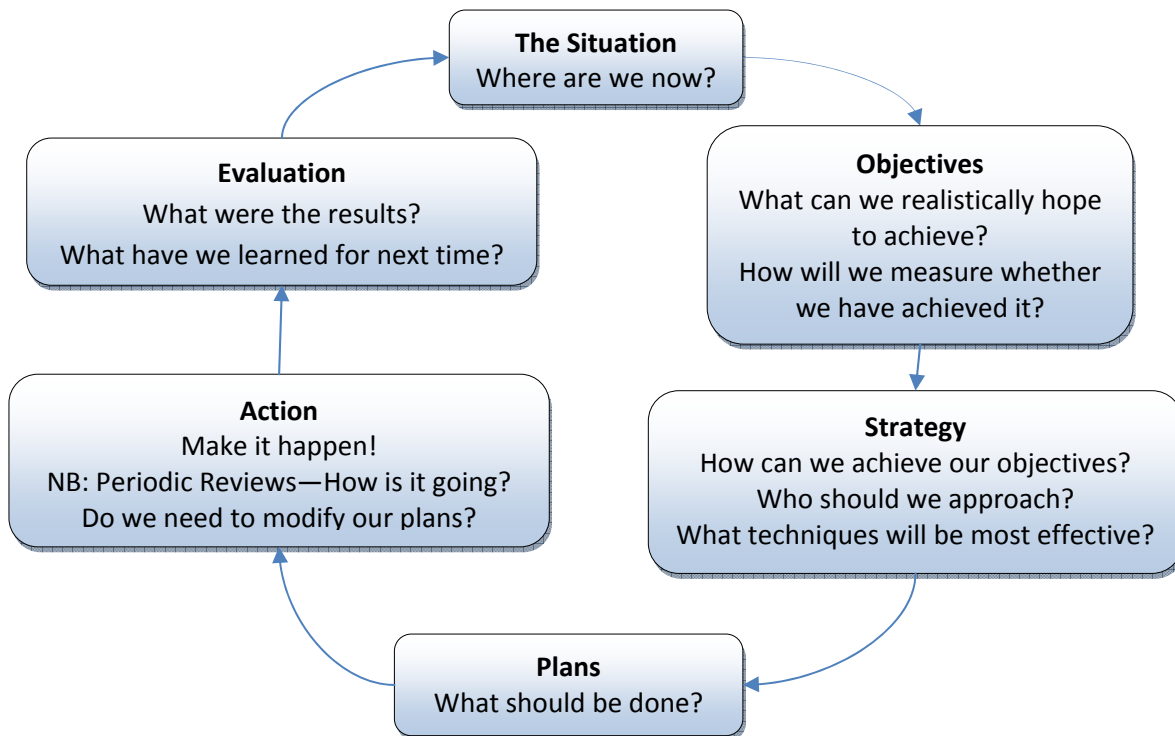 The Situation
Where are we now?
Objectives
What can we realistically hope
to achieve?
How will we measure whether
we have achieved it?
Strategy
How can we achieve our objectives?
Who should we approach?
What techniques will be most effective?
Plans
What should be done?
Action
Make it happen!
NB: Periodic Reviews—How is it going?
Do we need to modify our plans?
Evaluation
What were the results?
What have we learned for next time?